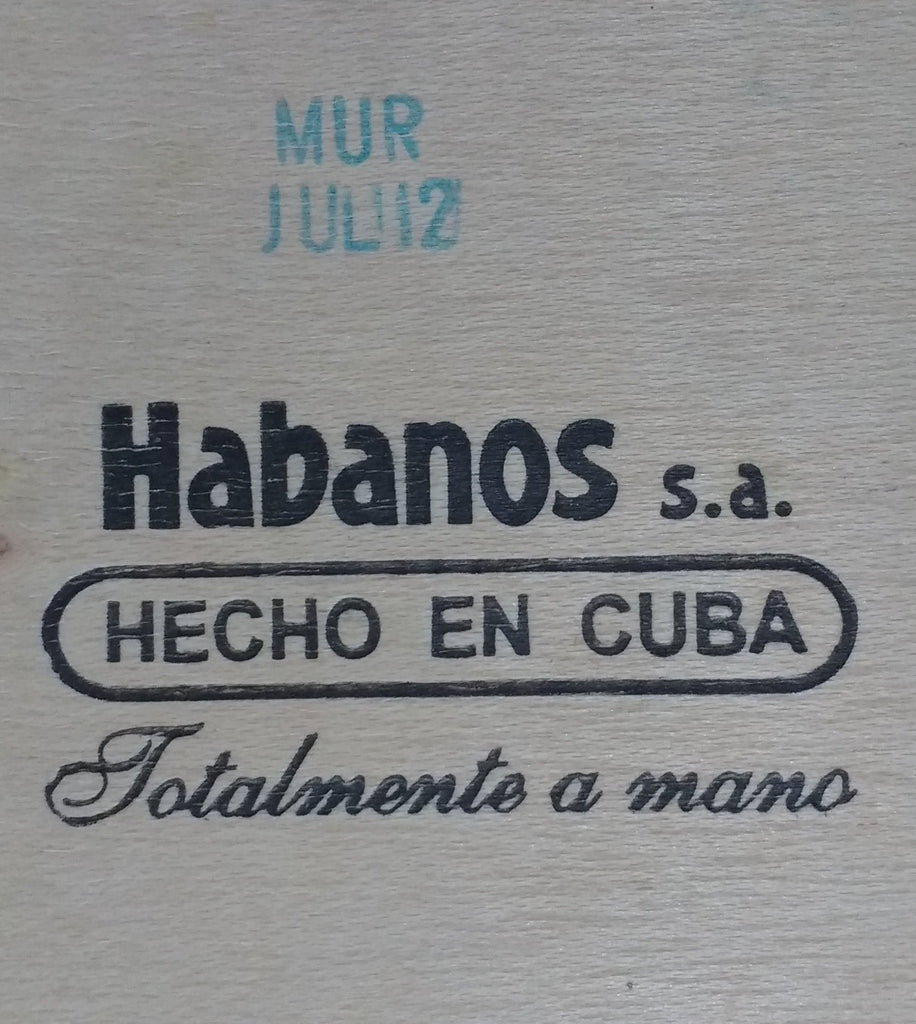 MUR
JUL 12
Habanos s.a.
HECHO EN CUBA
Totalmente a mano